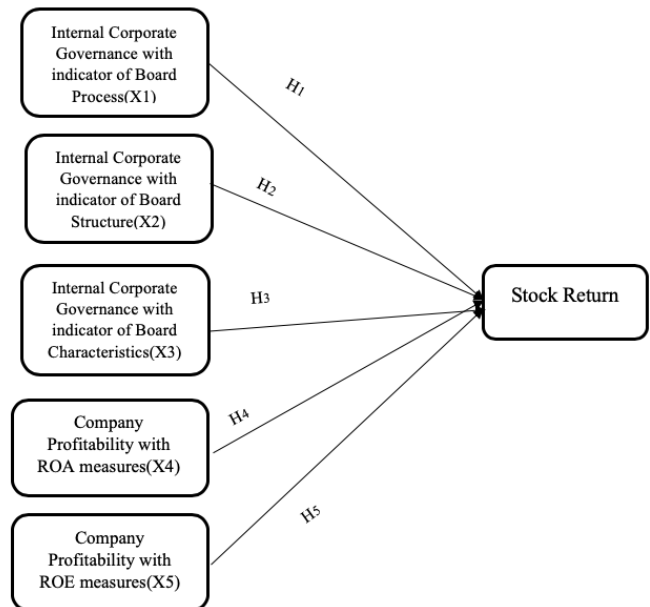 Internal Corporate
Governance with
indicator of Board
Process(X1)
H1
Internal Corporate
Governance with
indicator of Board
Structure(X2)
H2
Internal Corporate
Governance with
indicator of Board
Characteristics(X3)
H3
Stock Return
Company
Profitability with
ROA measures(X4)
H4
Company
Profitability with
ROE measures(X5)
H5